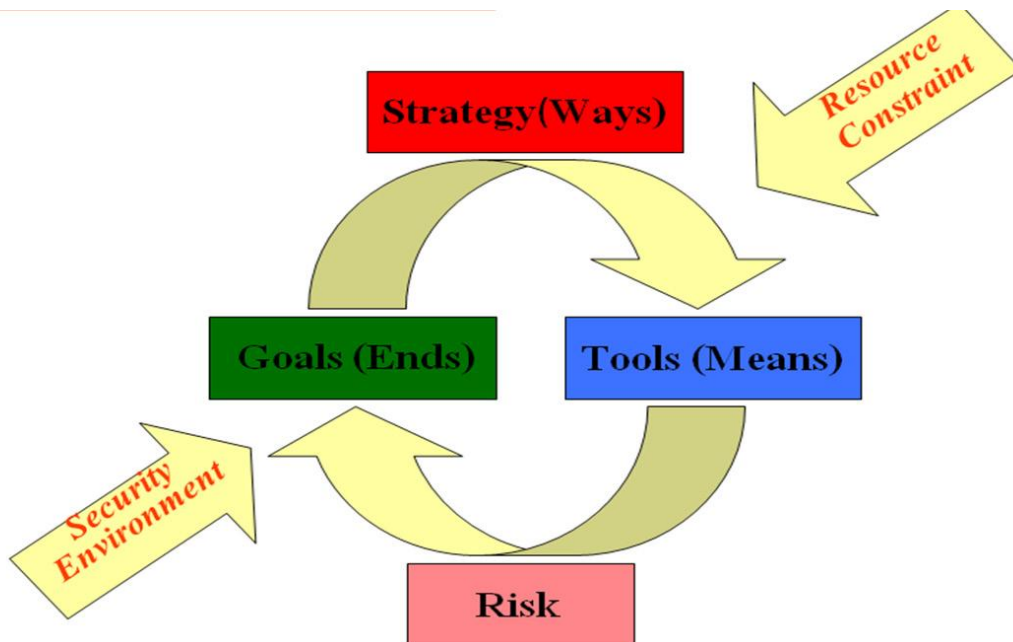 Strategy(Ways)
Resource
Constraint
Goals (Ends)
Tools (Means)
Security
Environment
Risk